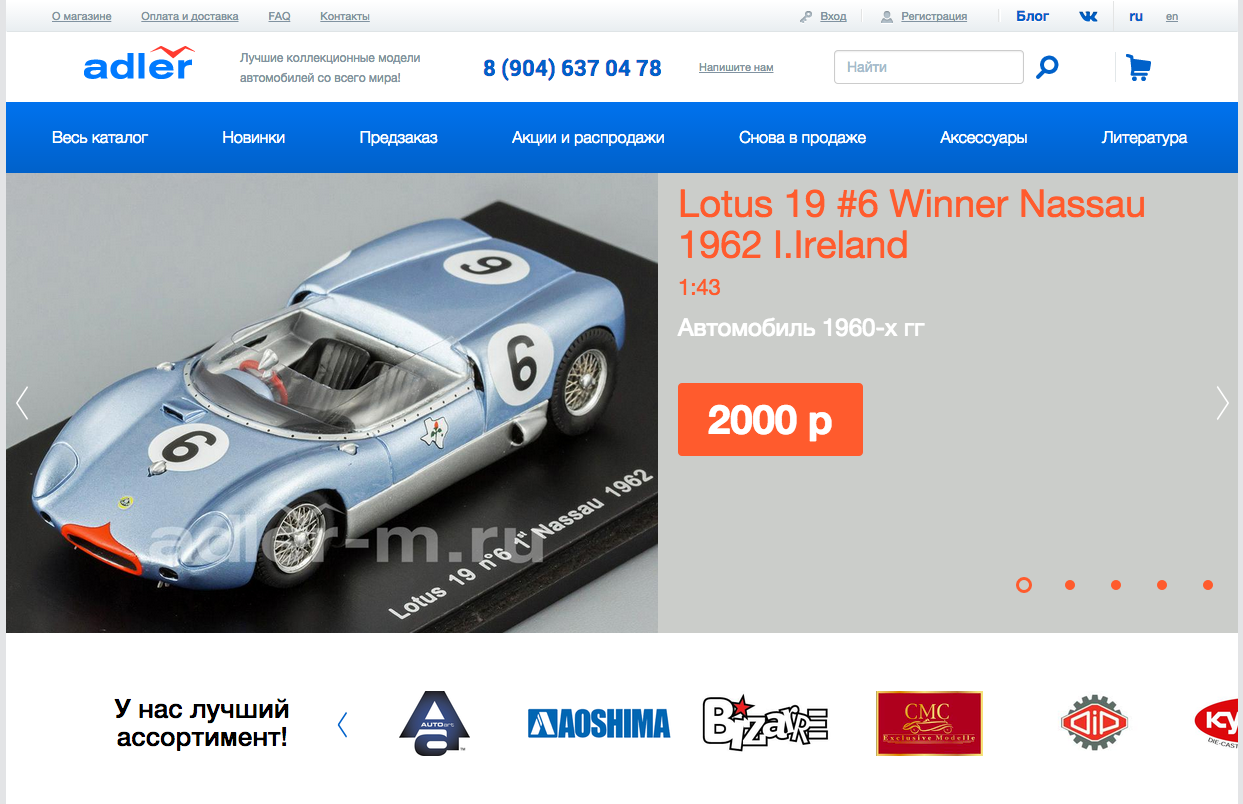 О магазине
Оплата и доставка
FAQ
Контакты
Вход
Регистрация
Блог
ru
en
adler
Лучшие коллекционные модели
автомобилей со всего мира!
8 (904) 637 04 78
Напишите нам
Найти
Весь каталог
Новинки
Предзаказ
Акции и распродажи
Снова в продаже
Аксессуары
Литература
6
6
6
adler-m.ru
Lotus 19 n°6 1st Nassau 1962
Lotus 19 #6 Winner Nassau
1962 I.Ireland
1:43
Автомобиль 1960-х гг
2000 р
У нас лучший
ассортимент!
AUTOart
AOSHIMA
BiZARRE
CMC
Exclusive Modelle
DiP
KY
DIE-CAST